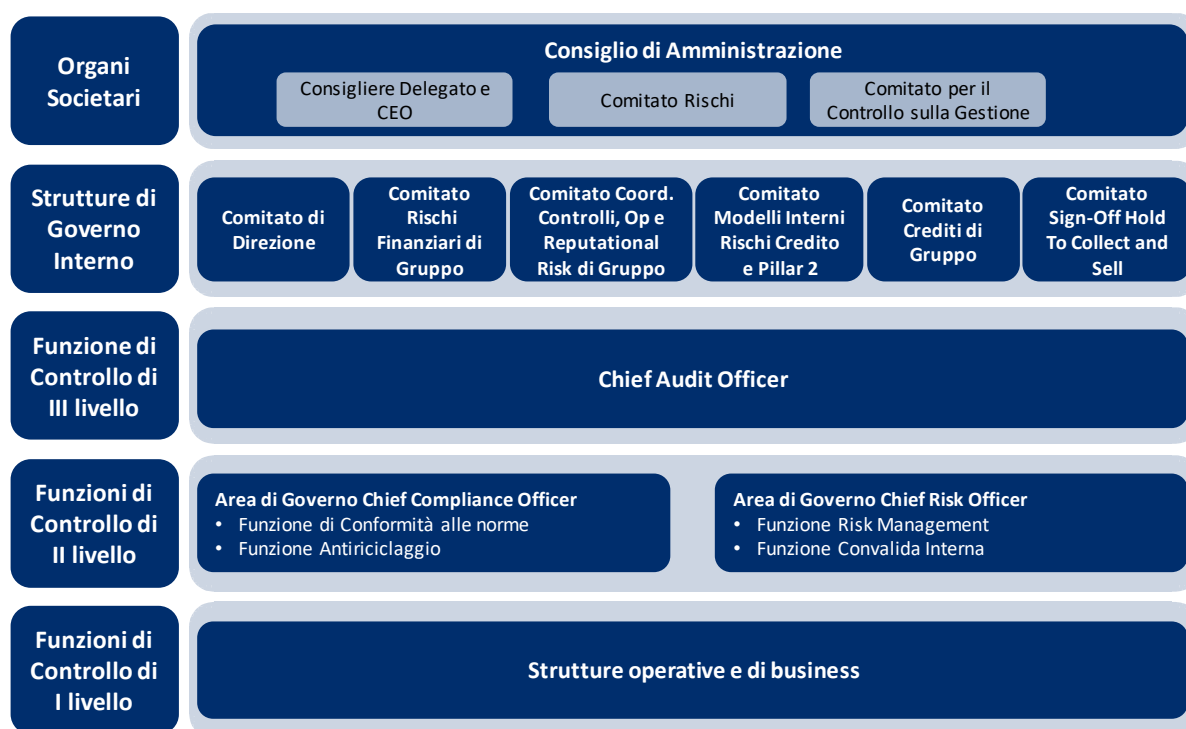 Organi
Societari
Consiglio di Amministrazione
Consigliere Delegato e
CEO
Comitato Rischi
Comitato per il
Controllo sulla Gestione
Strutture di
Governo
Interno
Comitato di
Direzione
Comitato
Rischi
Finanziari di
Gruppo
Comitato Coord.
Controlli, Op e
Reputational
Risk di Gruppo
Comitato
Modelli Interni
Rischi Credito
e Pillar 2
Comitato
Crediti di
Gruppo
Comitato
Sign-Off Hold
To Collect and
Sell
Funzione di
Controllo di
III livello
Chief Audit Officer
Funzioni di
Controllo di
II livello
Area di Governo Chief Compliance Officer
• Funzione di Conformità alle norme
• Funzione Antiriciclaggio
Area di Governo Chief Risk Officer
• Funzione Risk Management
• Funzione Convalida Interna
Funzioni di
Controllo di
I livello
Strutture operative e di business